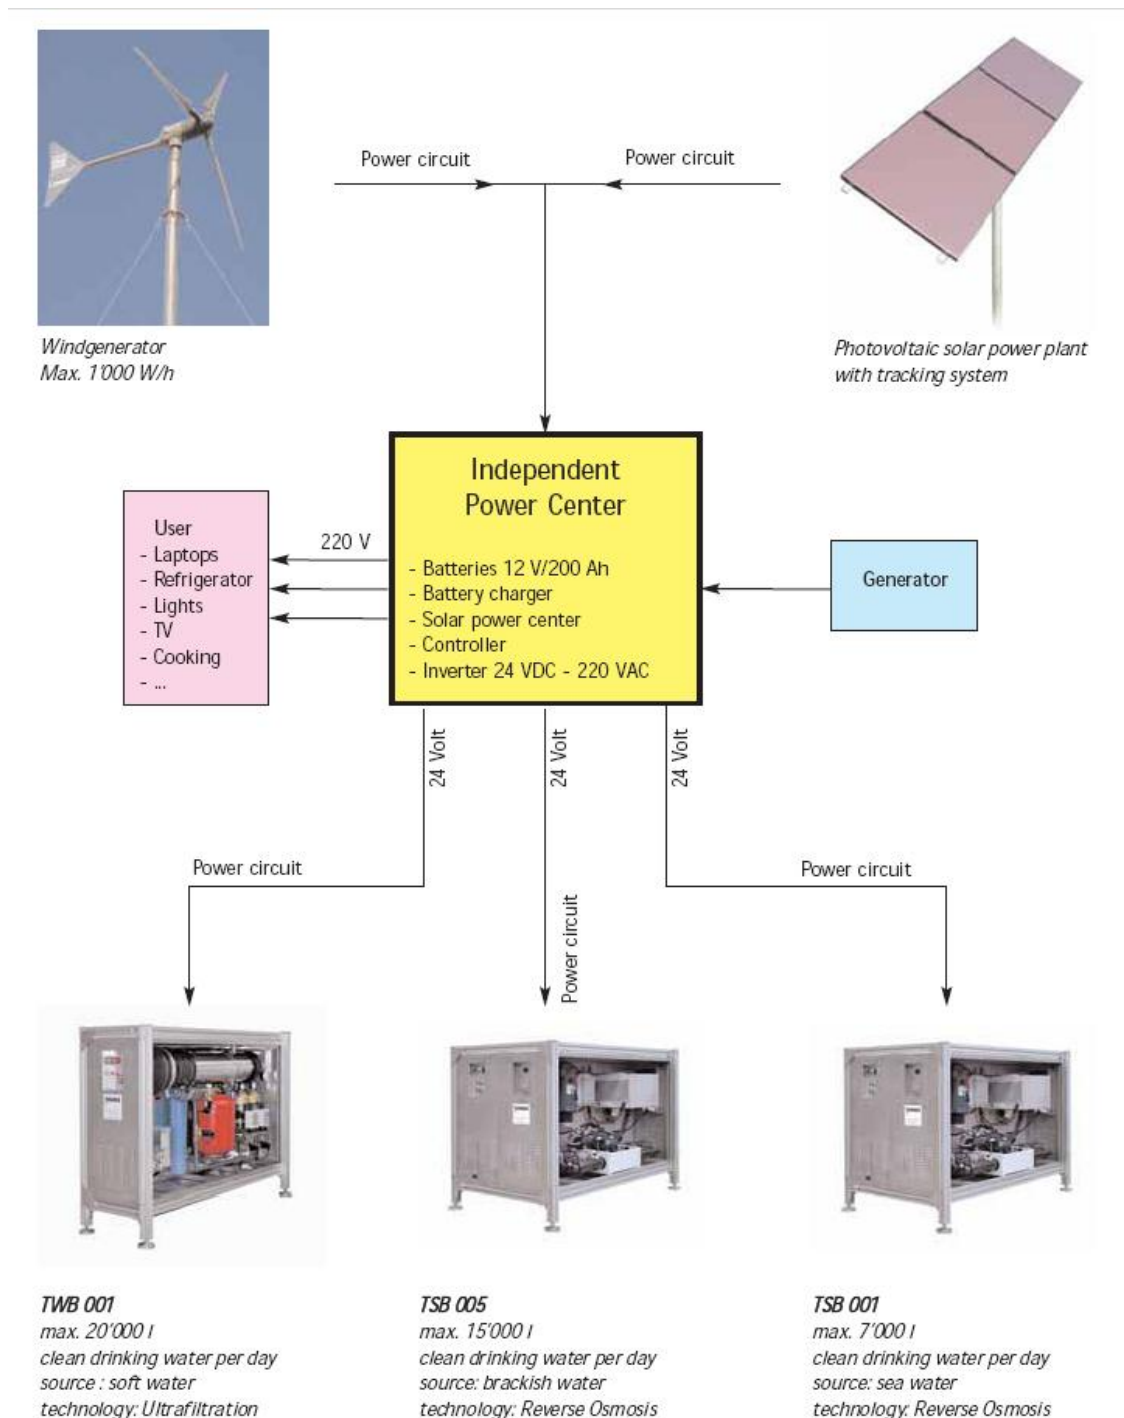 Power circuit
Power circuit
Windgenerator
Max. 1'000 W/h
Photovoltaic solar power plant
with tracking system
Independent
Power Center
- Batteries 12 V/200 Ah
- Battery charger
- Solar power center
- Controller
- Inverter 24 VDC - 220 VAC
User
- Laptops
- Refrigerator
- Lights
- TV
- Cooking
- ...
220 V
Generator
24 Volt
24 Volt
24 Volt
Power circuit
Power circuit
Power circuit
TWB 001
max. 20'000 l
clean drinking water per day
source : soft water
technology: Ultrafiltration
TSB 005
max. 15'000 l
clean drinking water per day
source: brackish water
technology: Reverse Osmosis
TSB 001
max. 7'000 l
clean drinking water per day
source: sea water
technology: Reverse Osmosis